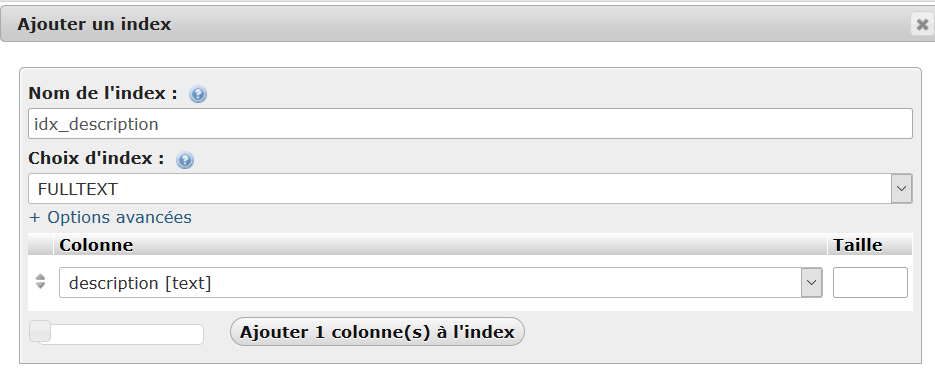 Ajouter un index
Nom de l'index :
idx_description
Choix d'index :
FULLTEXT
+ Options avancées
Colonne Taille
description [text]
Ajouter 1 colonne(s) à l'index